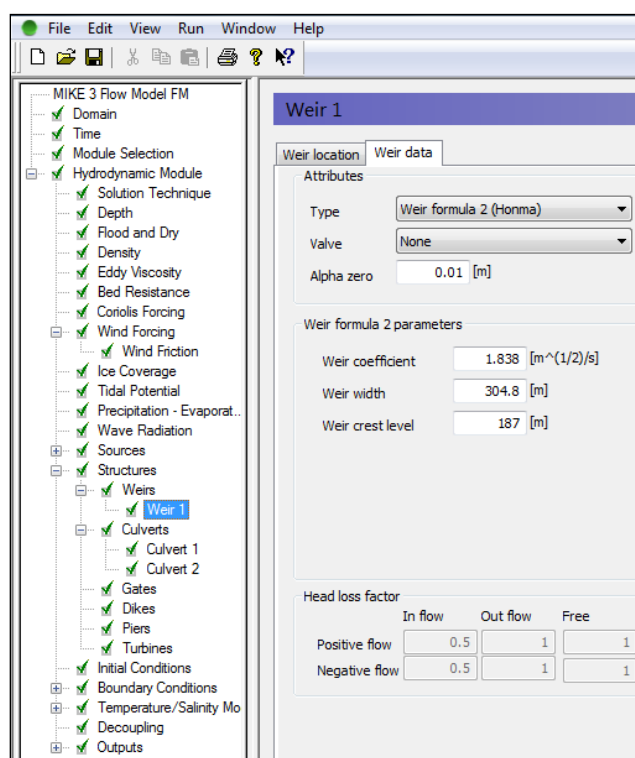 File Edit View Run Window Help
MIKE 3 Flow Model FM
Domain
Time
Module Selection
Hydrodynamic Module
Solution Technique
Depth
Flood and Dry
Density
Eddy Viscosity
Bed Resistance
Coriolis Forcing
Wind Forcing
Wind Friction
Ice Coverage
Tidal Potential
Precipitation - Evaporat..
Wave Radiation
Sources
Structures
Weirs
Weir 1
Culverts
Culvert 1
Culvert 2
Gates
Dikes
Piers
Turbines
Initial Conditions
Boundary Conditions
Temperature/Salinity Mo
Decoupling
Outputs
Weir 1
Weir location Weir data
Attributes
Type Weir formula 2 (Honma)
Valve None
Alpha zero 0.01 [m]
Weir formula 2 parameters
Weir coefficient 1.838 [m^(1/2)/s]
Weir width 304.8 [m]
Weir crest level 187 [m]
Head loss factor
In flow Out flow Free
Positive flow 0.5 1 1
Negative flow 0.5 1 1